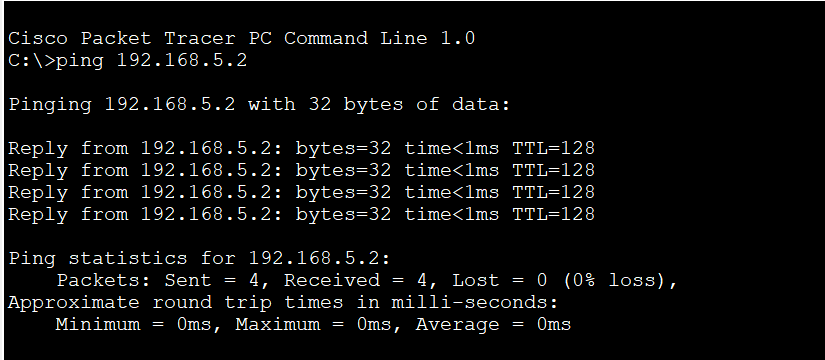 Cisco Packet Tracer PC Command Line 1.0
C:\>ping 192.168.5.2
Pinging 192.168.5.2 with 32 bytes of data:
Reply from 192.168.5.2: bytes=32 time<1ms TTL=128
Reply from 192.168.5.2: bytes=32 time<1ms TTL=128
Reply from 192.168.5.2: bytes=32 time<1ms TTL=128
Reply from 192.168.5.2: bytes=32 time<1ms TTL=128
Ping statistics for 192.168.5.2:
    Packets: Sent = 4, Received = 4, Lost = 0 (0% loss),
Approximate round trip times in milli-seconds:
    Minimum = 0ms, Maximum = 0ms, Average = 0ms